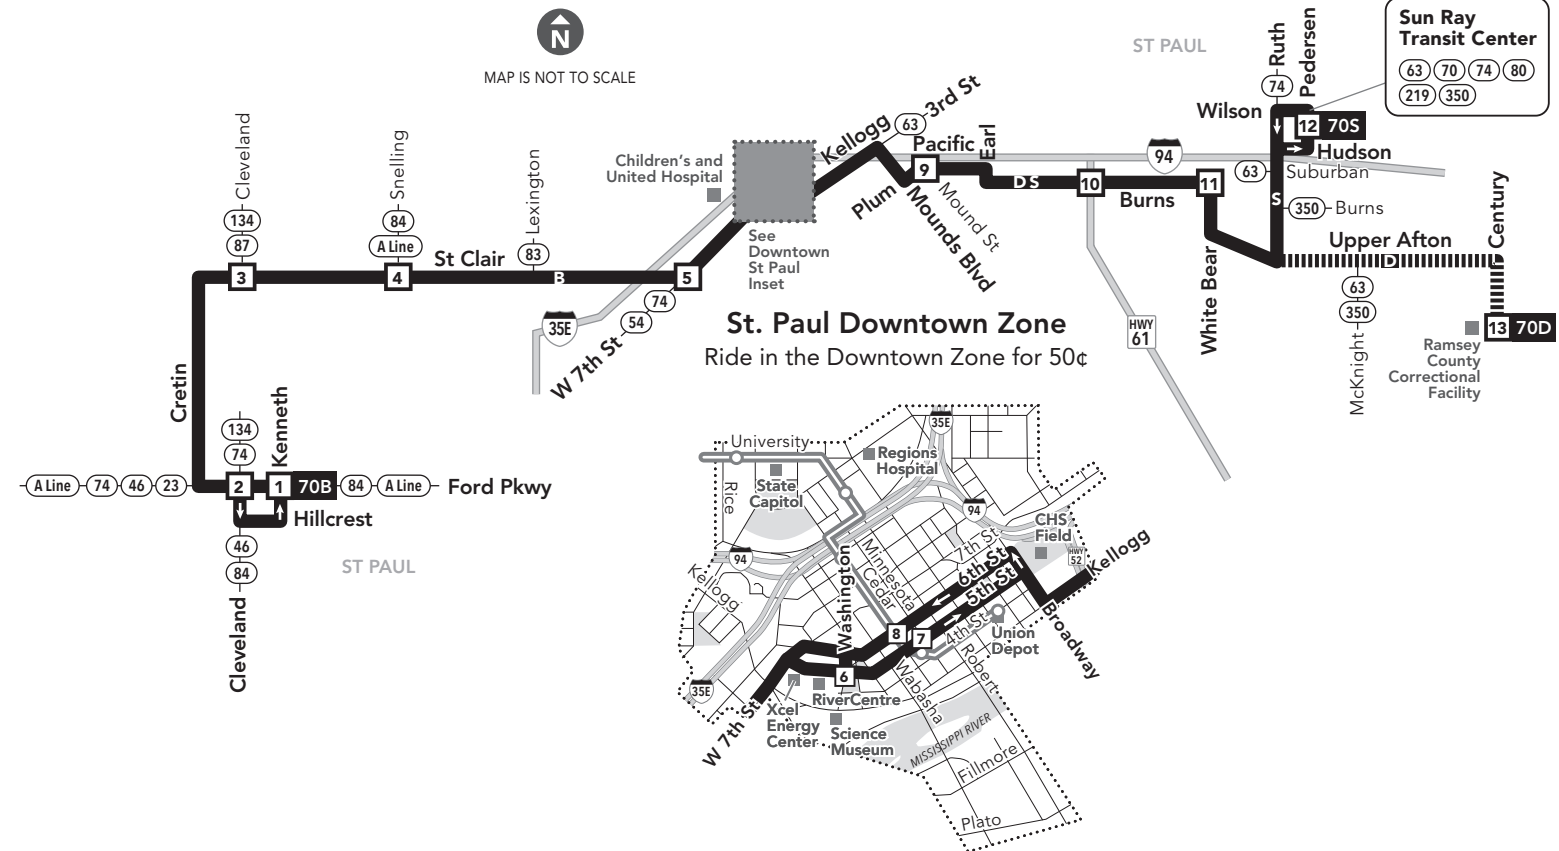 N
MAP IS NOT TO SCALE
ST PAUL
Sun Ray
Transit Center
63 70 74 80
219 350
Ruth
74
Pedersen
Wilson
12 70S
Hudson
63 Suburban
S
350 Burns
Century
Upper Afton
D
63
350
McKnight
13 70D
Ramsey
County
Correctional
Facility
Kellogg
63 3rd St
Pacific
Earl
94
9
Plum
Mounds Blvd
Mound St
DS
10
Burns
11
White Bear
HWY
61
Children's and
United Hospital
See
Downtown
St Paul
Inset
Cleveland
134
87
3
Snelling
84
A Line
4
St Clair
Lexington
83
B
5
74
54
W 7th St
35E
Cretin
134
74
Kenneth
A Line 74 46 23
2
1 70B
84 A Line
Ford Pkwy
Hillcrest
46
84
Cleveland
ST PAUL
St. Paul Downtown Zone
Ride in the Downtown Zone for 50¢
University
35E
Regions
Hospital
State
Capitol
Rice
94
CHS
Field
HWY
52
Kellogg
7th St
6th St
5th St
4th St
94
Kellogg
Washington
Minnesota
Cedar
8
7
6
Union
Depot
Broadway
Robert
Wabasha
35E
W 7th St
Xcel
Energy
Center
RiverCentre
Science
Museum
MISSISSIPPI RIVER
Fillmore
Plato